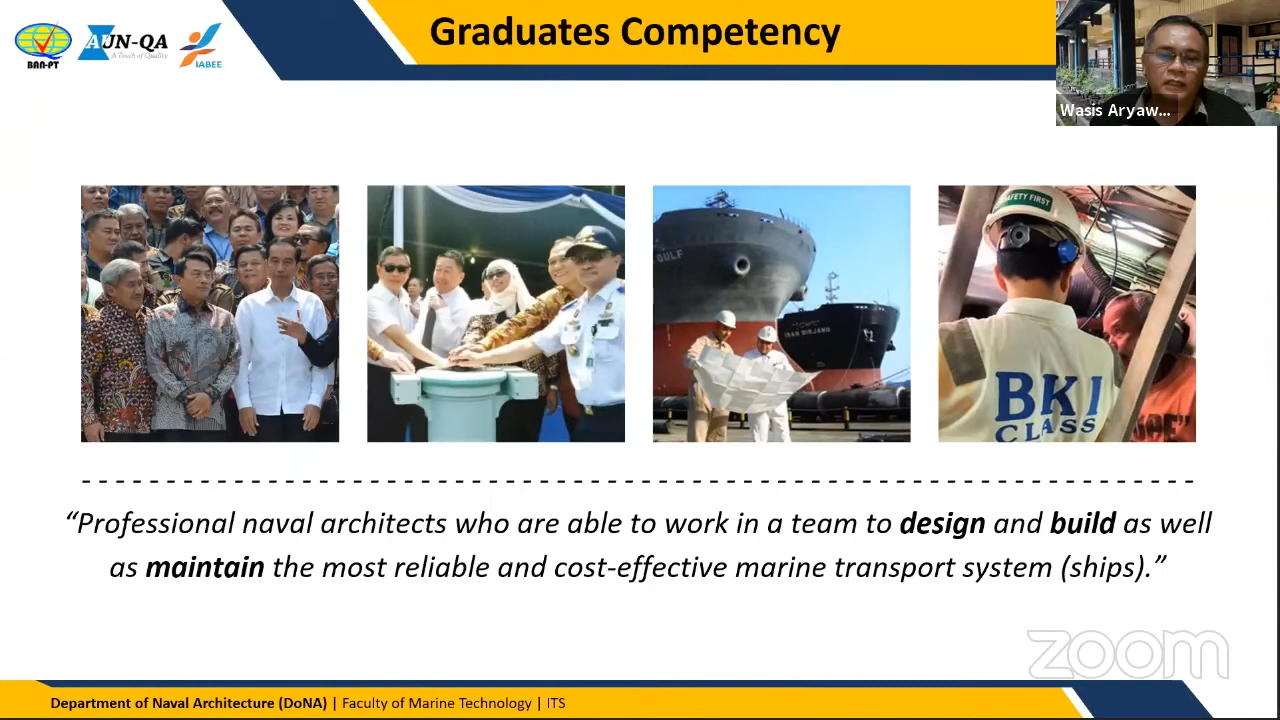 Graduates Competency
BAN-PT
AUN-QA
A Touch of Quality
IABEE
Wasis Aryaw...
GULF
IRAN BIRJAND
SAFETY FIRST
BKI
CLASS
“Professional naval architects who are able to work in a team to design and build as well
as maintain the most reliable and cost-effective marine transport system (ships).”
zoom
Department of Naval Architecture (DoNA) | Faculty of Marine Technology | ITS